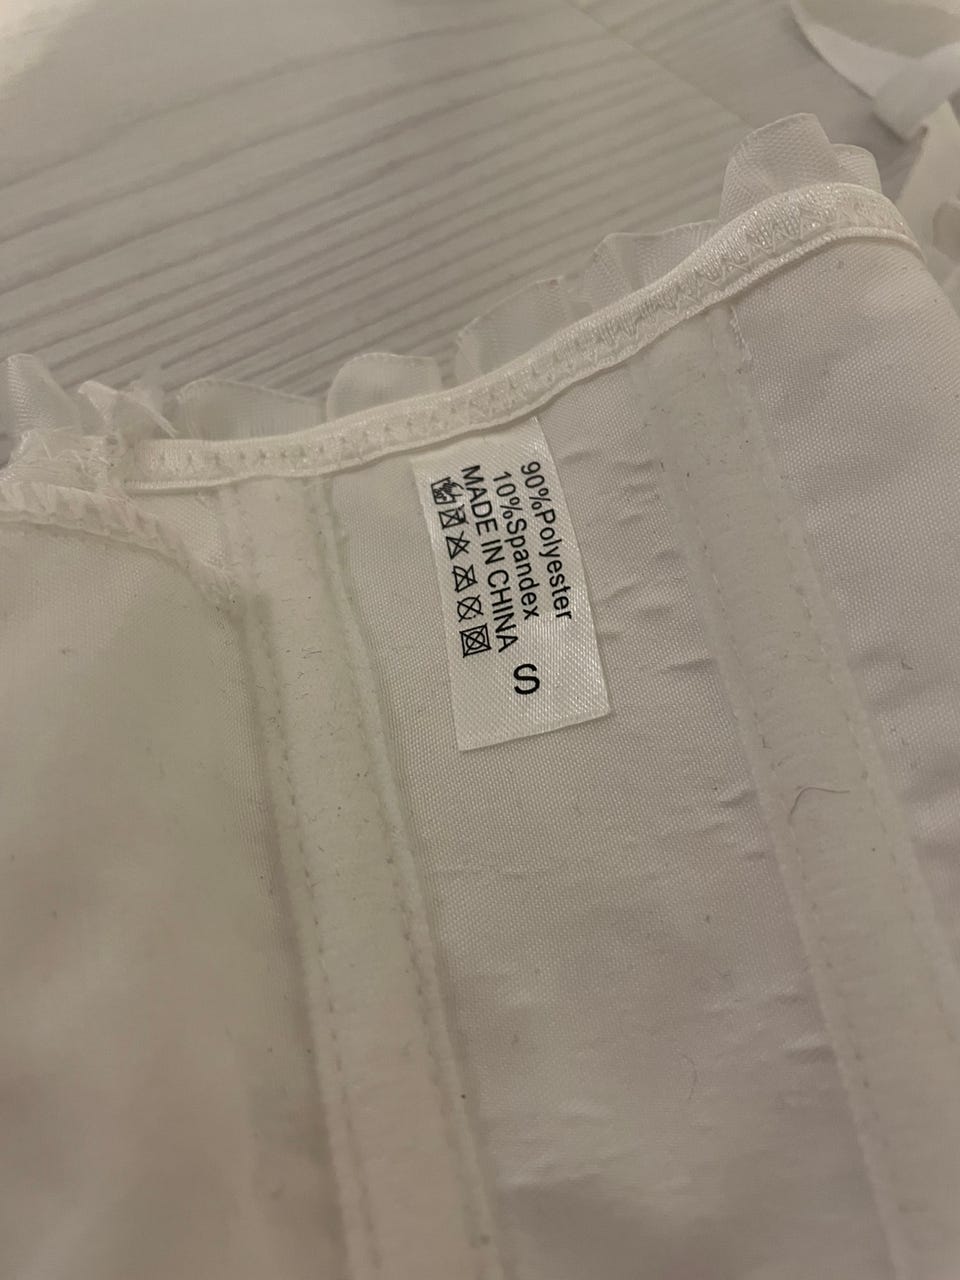 90%Polyester
10%Spandex
MADE IN CHINA
S